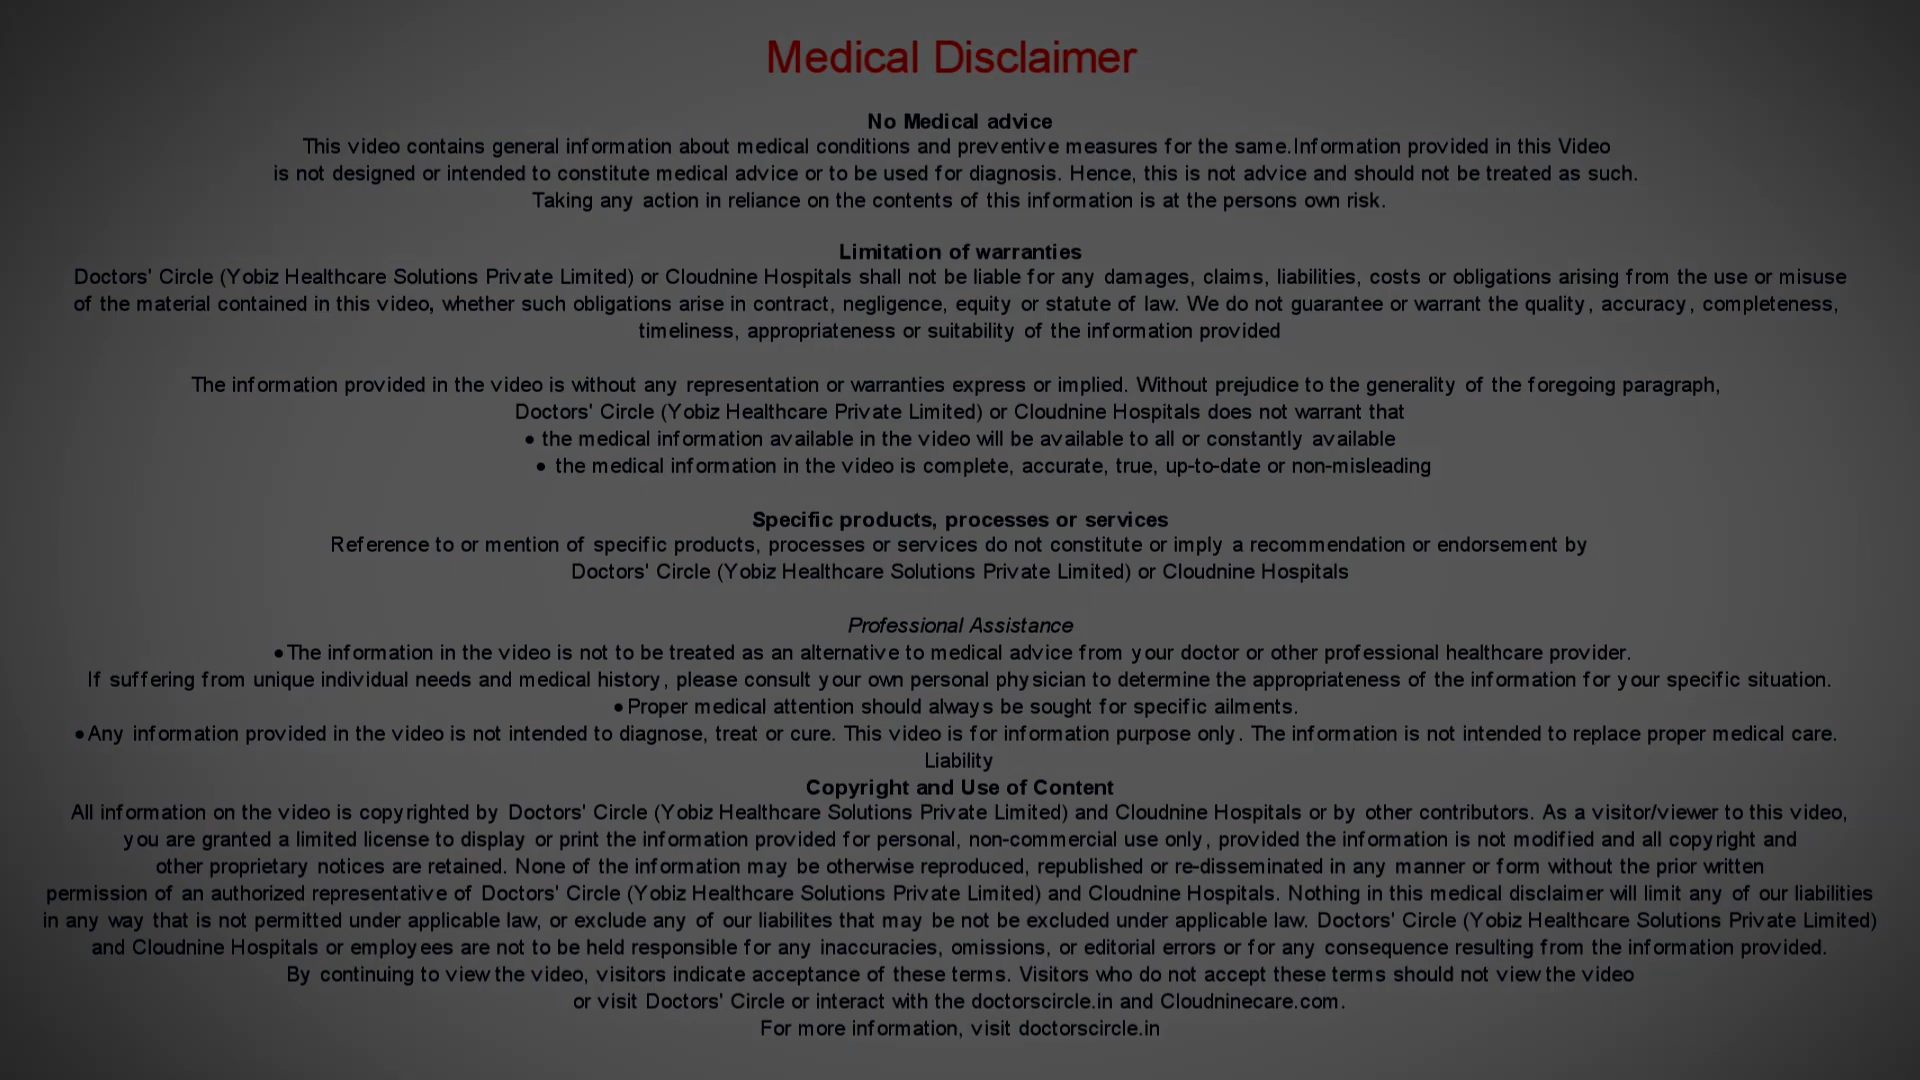 Medical Disclaimer
No Medical advice
This video contains general information about medical conditions and preventive measures for the same.Information provided in this Video
is not designed or intended to constitute medical advice or to be used for diagnosis. Hence, this is not advice and should not be treated as such.
Taking any action in reliance on the contents of this information is at the persons own risk.
Limitation of warranties
Doctors' Circle (Yobiz Healthcare Solutions Private Limited) or Cloudnine Hospitals shall not be liable for any damages, claims, liabilities, costs or obligations arising from the use or misuse
of the material contained in this video, whether such obligations arise in contract, negligence, equity or statute of law. We do not guarantee or warrant the quality, accuracy, completeness,
timeliness, appropriateness or suitability of the information provided
The information provided in the video is without any representation or warranties express or implied. Without prejudice to the generality of the foregoing paragraph,
Doctors' Circle (Yobiz Healthcare Private Limited) or Cloudnine Hospitals does not warrant that
● the medical information available in the video will be available to all or constantly available
● the medical information in the video is complete, accurate, true, up-to-date or non-misleading
Specific products, processes or services
Reference to or mention of specific products, processes or services do not constitute or imply a recommendation or endorsement by
Doctors' Circle (Yobiz Healthcare Solutions Private Limited) or Cloudnine Hospitals
Professional Assistance
●The information in the video is not to be treated as an alternative to medical advice from your doctor or other professional healthcare provider.
If suffering from unique individual needs and medical history, please consult your own personal physician to determine the appropriateness of the information for your specific situation.
●Proper medical attention should always be sought for specific ailments.
●Any information provided in the video is not intended to diagnose, treat or cure. This video is for information purpose only. The information is not intended to replace proper medical care.
Liability
Copyright and Use of Content
All information on the video is copyrighted by Doctors' Circle (Yobiz Healthcare Solutions Private Limited) and Cloudnine Hospitals or by other contributors. As a visitor/viewer to this video,
you are granted a limited license to display or print the information provided for personal, non-commercial use only, provided the information is not modified and all copyright and
other proprietary notices are retained. None of the information may be otherwise reproduced, republished or re-disseminated in any manner or form without the prior written
permission of an authorized representative of Doctors' Circle (Yobiz Healthcare Solutions Private Limited) and Cloudnine Hospitals. Nothing in this medical disclaimer will limit any of our liabilities
in any way that is not permitted under applicable law, or exclude any of our liabilites that may be not be excluded under applicable law. Doctors' Circle (Yobiz Healthcare Solutions Private Limited)
and Cloudnine Hospitals or employees are not to be held responsible for any inaccuracies, omissions, or editorial errors or for any consequence resulting from the information provided.
By continuing to view the video, visitors indicate acceptance of these terms. Visitors who do not accept these terms should not view the video
or visit Doctors' Circle or interact with the doctorscircle.in and Cloudninecare.com.
For more information, visit doctorscircle.in